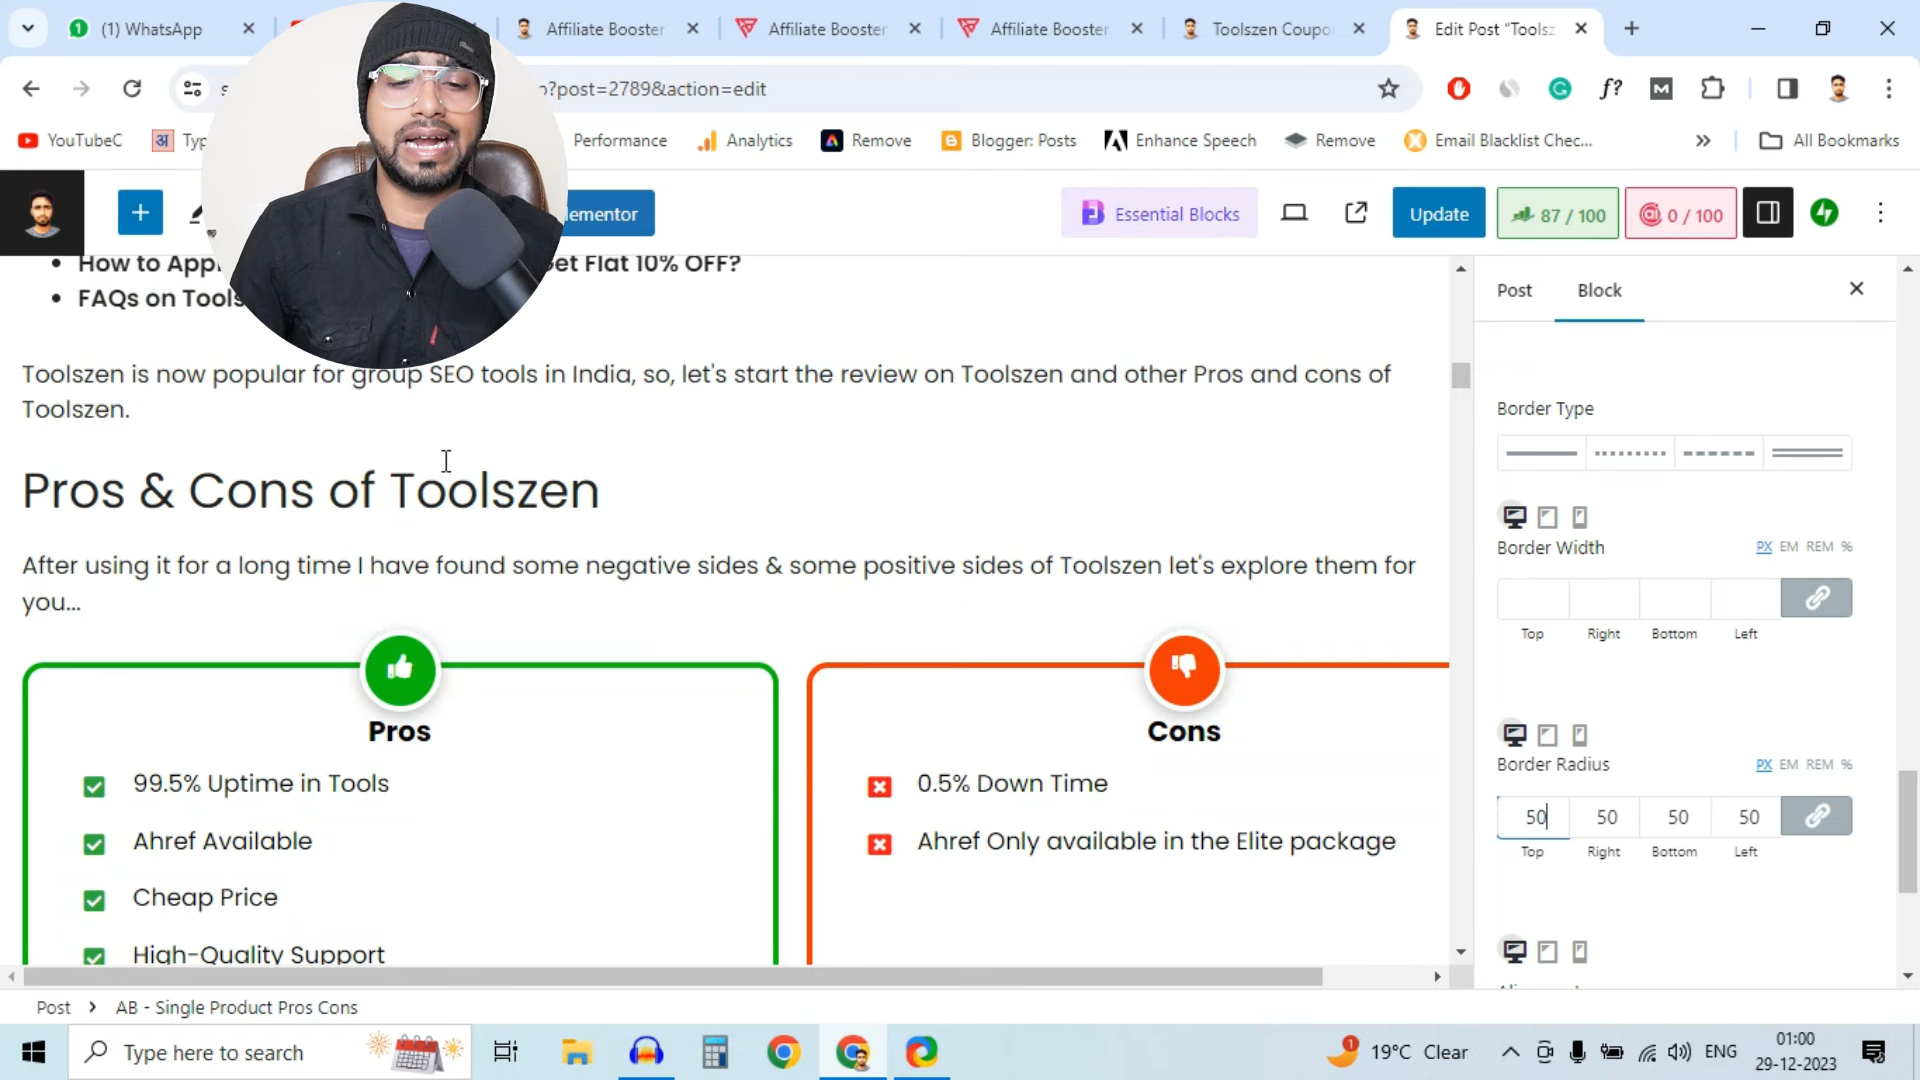 (1) WhatsApp
Affiliate Booster
Affiliate Booster
Affiliate Booster
Toolszen Coupo
Edit Post “Toolsz
?post=2789&action=edit
YouTubeC
Typ
Performance
Analytics
Remove
Blogger: Posts
Enhance Speech
Remove
Email Blacklist Chec...
All Bookmarks
lementor
Essential Blocks
Update
87 / 100
0 / 100
How to Appl
et Flat 10% OFF?
FAQs on Tools
Toolszen is now popular for group SEO tools in India, so, let's start the review on Toolszen and other Pros and cons of
Toolszen.
Pros & Cons of Toolszen
After using it for a long time I have found some negative sides & some positive sides of Toolszen let's explore them for
you...
Pros
99.5% Uptime in Tools
Ahref Available
Cheap Price
High-Quality Support
Cons
0.5% Down Time
Ahref Only available in the Elite package
Post
Block
Border Type
Border Width
PX EM REM %
Top Right Bottom Left
Border Radius
PX EM REM %
50 50 50 50
Top Right Bottom Left
Post
AB - Single Product Pros Cons
Type here to search
1
19°C Clear
ENG
01:00
29-12-2023